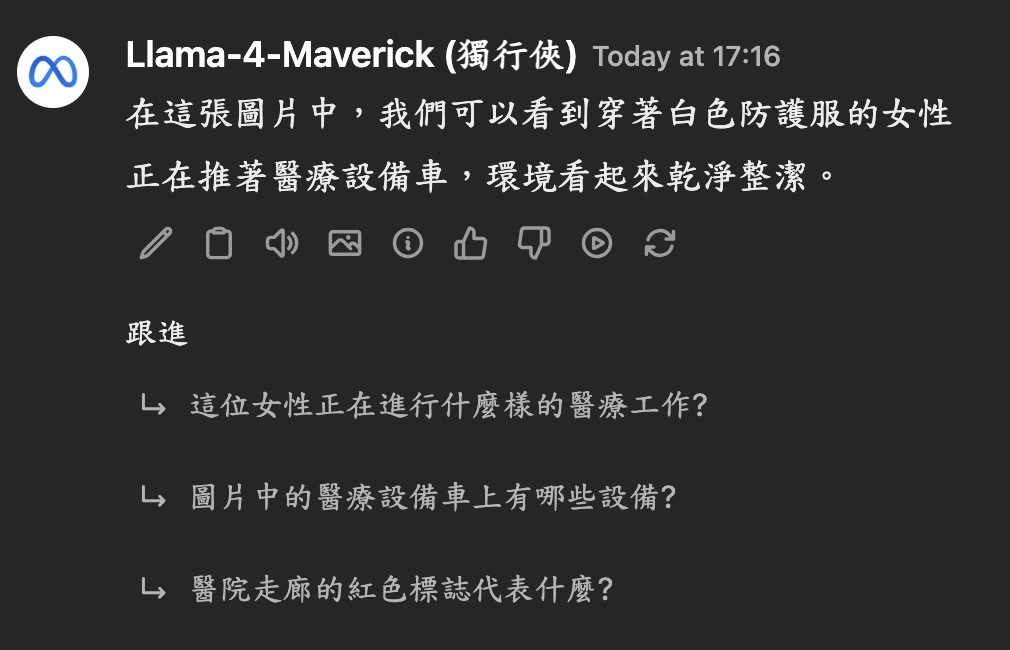 Llama-4-Maverick (獨行俠) Today at 17:16
在這張圖片中，我們可以看到穿著白色防護服的女性
正在推著醫療設備車，環境看起來乾淨整潔。
跟進
這位女性正在進行什麼樣的醫療工作?
圖片中的醫療設備車上有哪些設備?
醫院走廊的紅色標誌代表什麼?